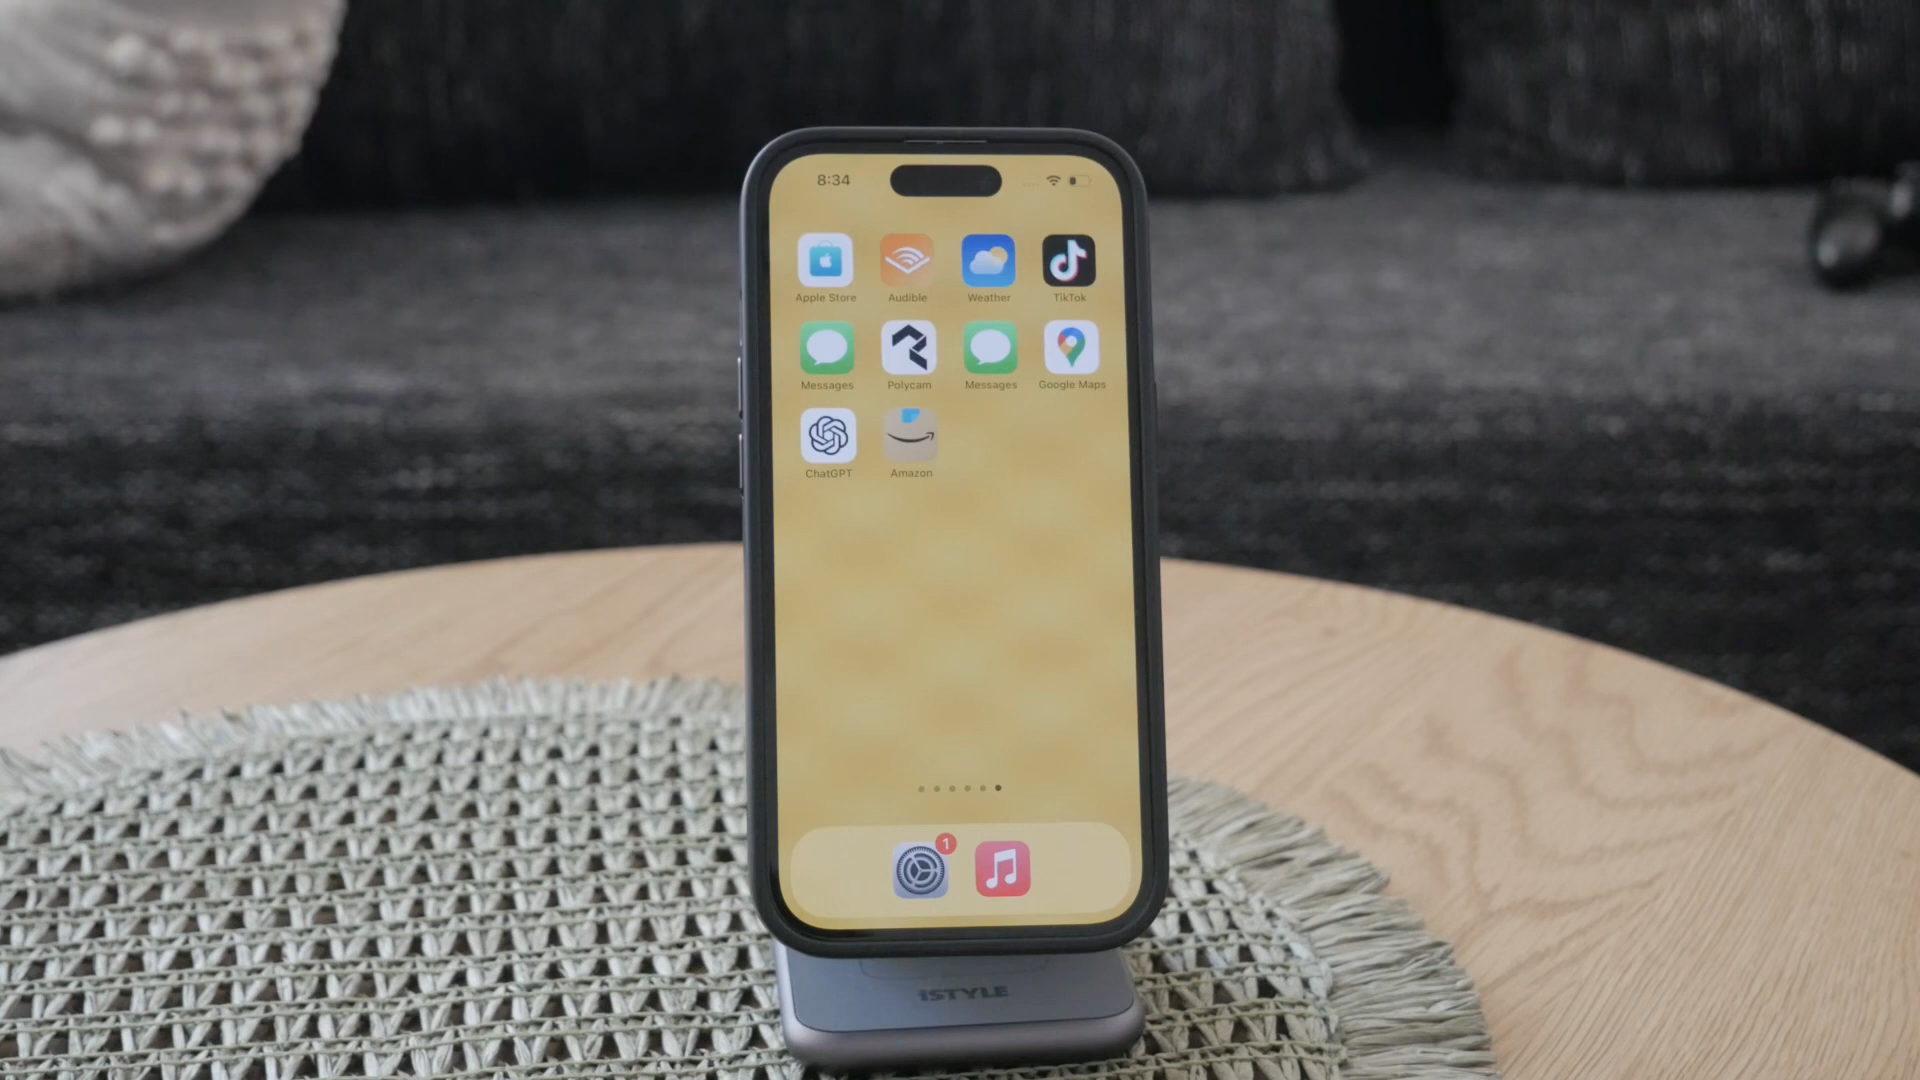 8:34
Apple Store Audible Weather TikTok
Messages Polycam Messages Google Maps
ChatGPT Amazon
1
iSTYLE